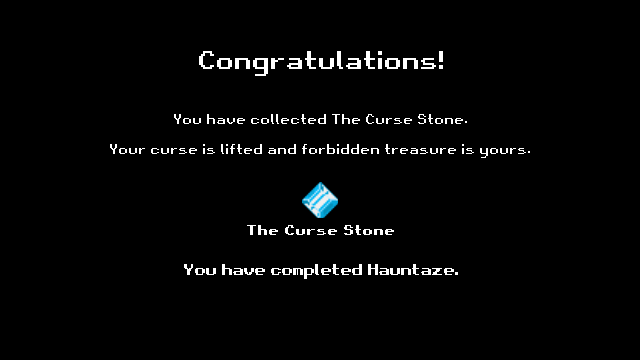 Congratulations!
You have collected The Curse Stone.
Your curse is lifted and forbidden treasure is yours.
The Curse Stone
You have completed Hauntaze.